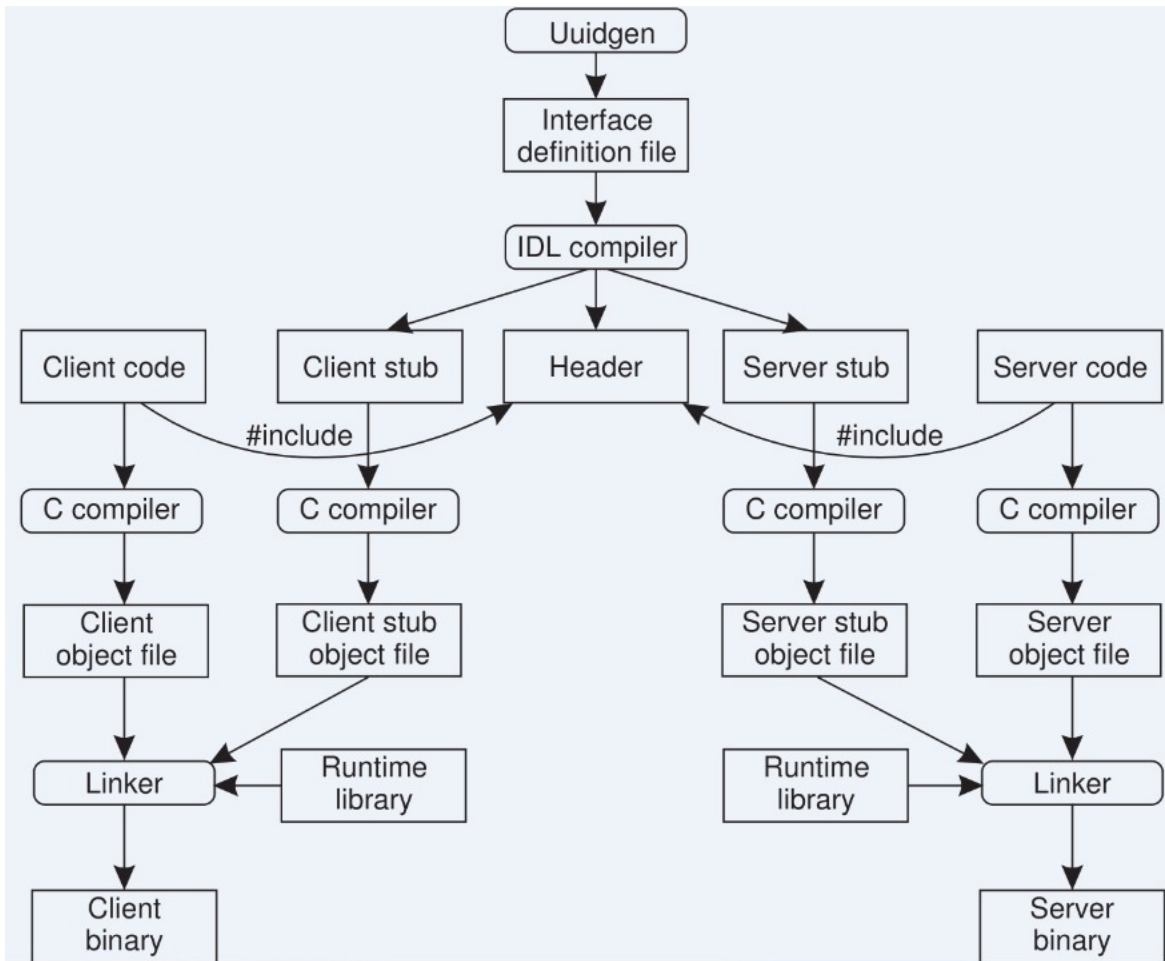 Uuidgen
Interface
definition file
IDL compiler
Client code
Client stub
Header
Server stub
Server code
#include
#include
C compiler
C compiler
C compiler
C compiler
Client
object file
Client stub
object file
Server stub
object file
Server
object file
Linker
Runtime
library
Runtime
library
Linker
Client
binary
Server
binary